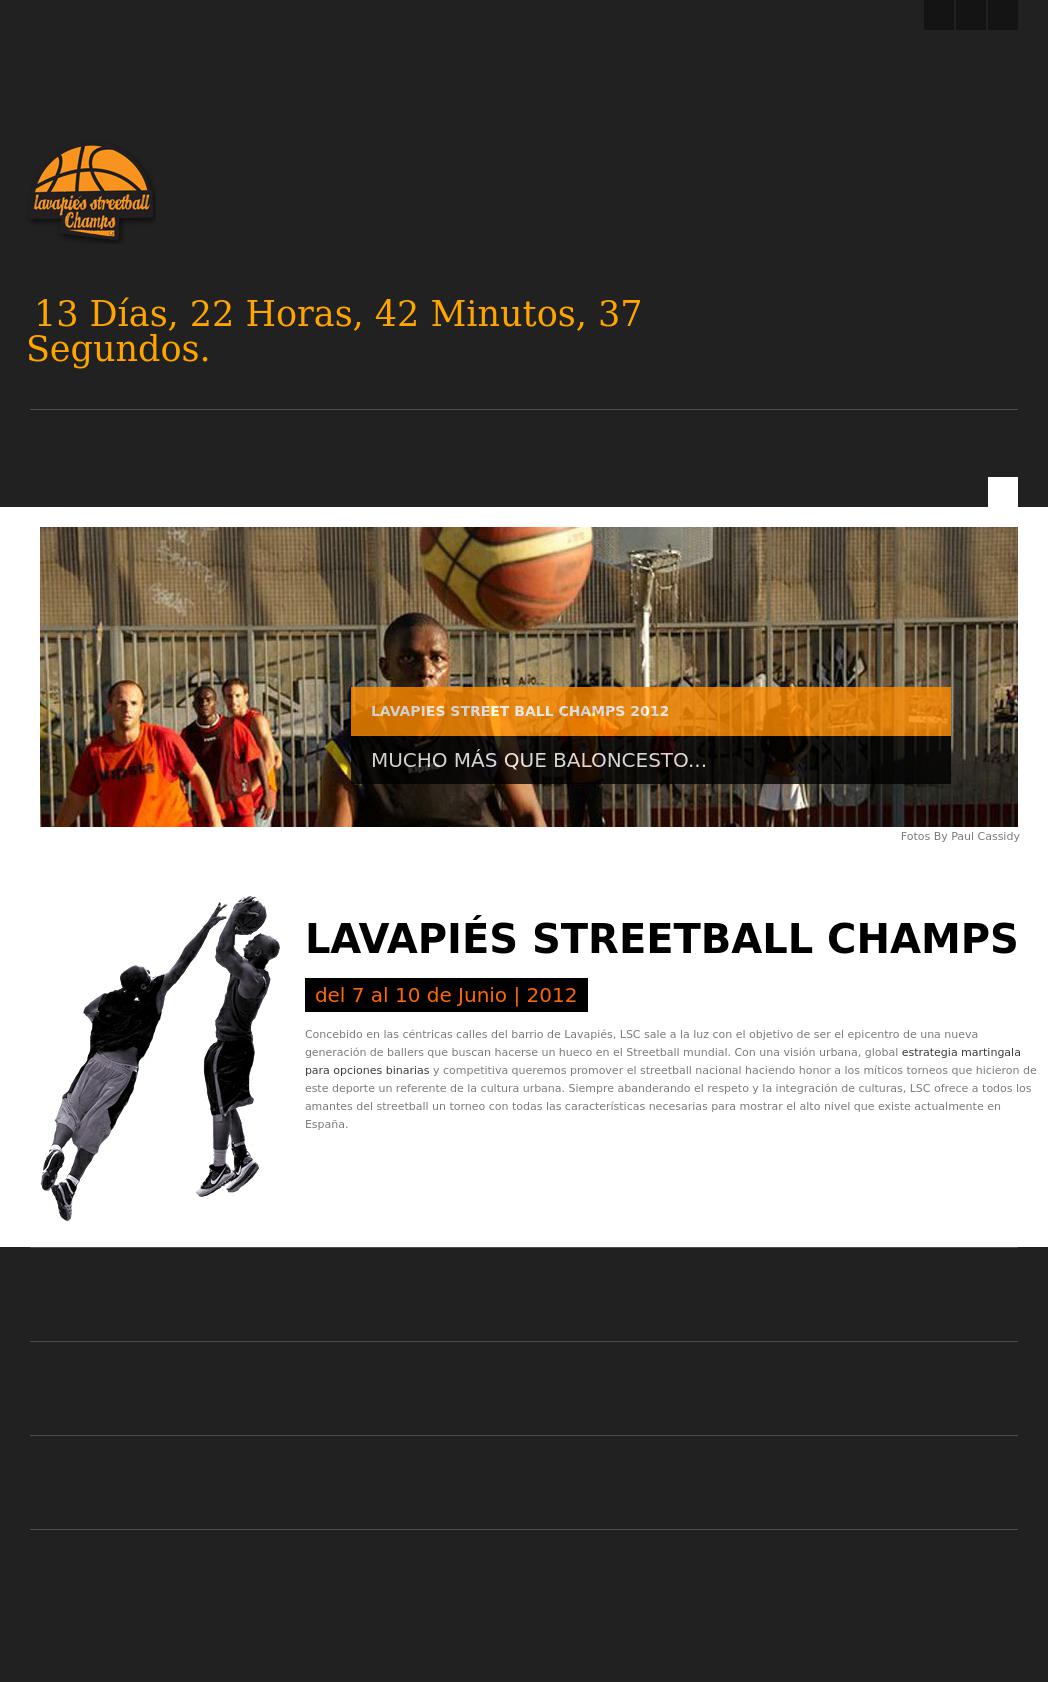 lavapiés streetball
Champs
13 Días, 22 Horas, 42 Minutos, 37
Segundos.
LAVAPIES STREET BALL CHAMPS 2012
MUCHO MÁS QUE BALONCESTO...
Fotos By Paul Cassidy
LAVAPIÉS STREETBALL CHAMPS
del 7 al 10 de Junio | 2012
Concebido en las céntricas calles del barrio de Lavapiés, LSC sale a la luz con el objetivo de ser el epicentro de una nueva
generación de ballers que buscan hacerse un hueco en el Streetball mundial. Con una visión urbana, global estrategia martingala
para opciones binarias y competitiva queremos promover el streetball nacional haciendo honor a los míticos torneos que hicieron de
este deporte un referente de la cultura urbana. Siempre abanderando el respeto y la integración de culturas, LSC ofrece a todos los
amantes del streetball un torneo con todas las características necesarias para mostrar el alto nivel que existe actualmente en
España.